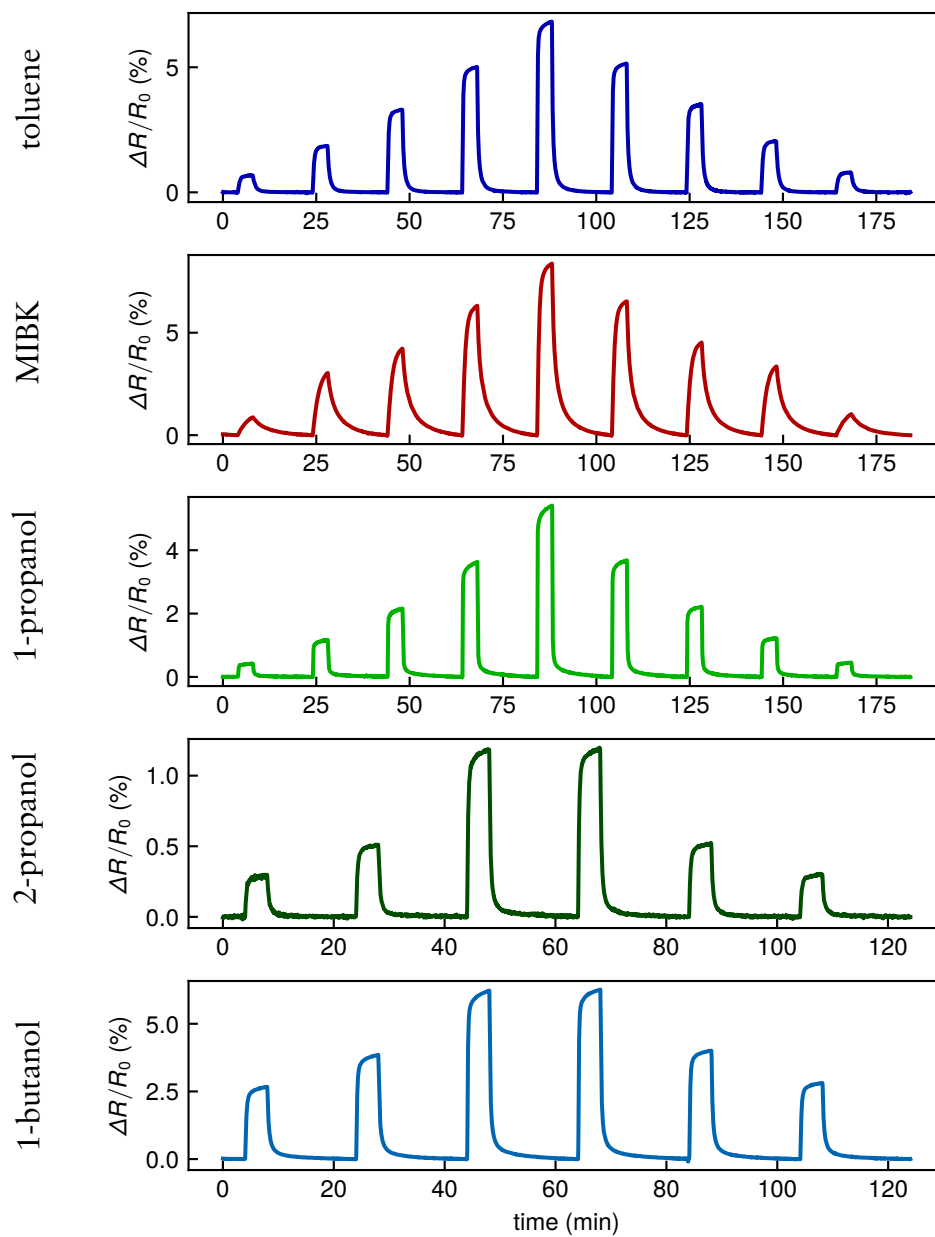 toluene
ΔR/R₀ (%)
5
0
0 25 50 75 100 125 150 175
MIBK
ΔR/R₀ (%)
5
0
0 25 50 75 100 125 150 175
1-propanol
ΔR/R₀ (%)
4
2
0
0 25 50 75 100 125 150 175
2-propanol
ΔR/R₀ (%)
1.0
0.5
0.0
0 20 40 60 80 100 120
1-butanol
ΔR/R₀ (%)
5.0
2.5
0.0
0 20 40 60 80 100 120
time (min)